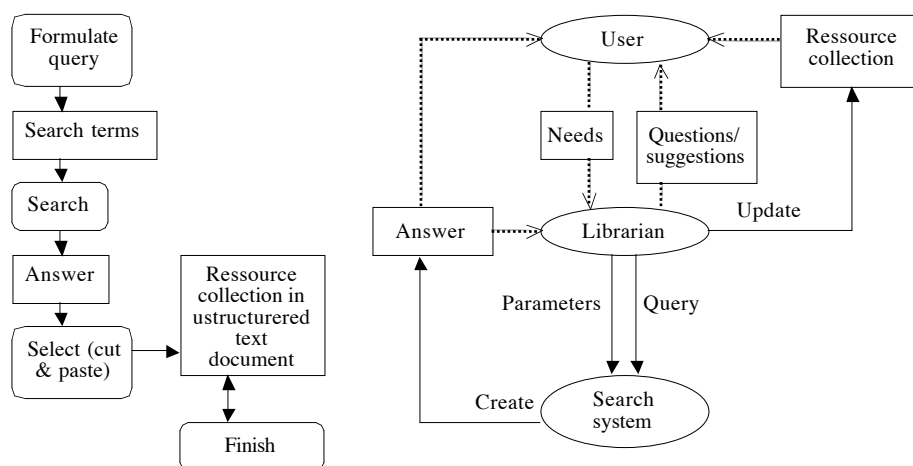 Formulate
query
Search terms
Search
Answer
Select (cut
& paste)
Ressource
collection in
ustructurered
text
document
Finish
User
Ressource
collection
Needs
Questions/
suggestions
Answer
Librarian
Update
Parameters
Query
Create
Search
system